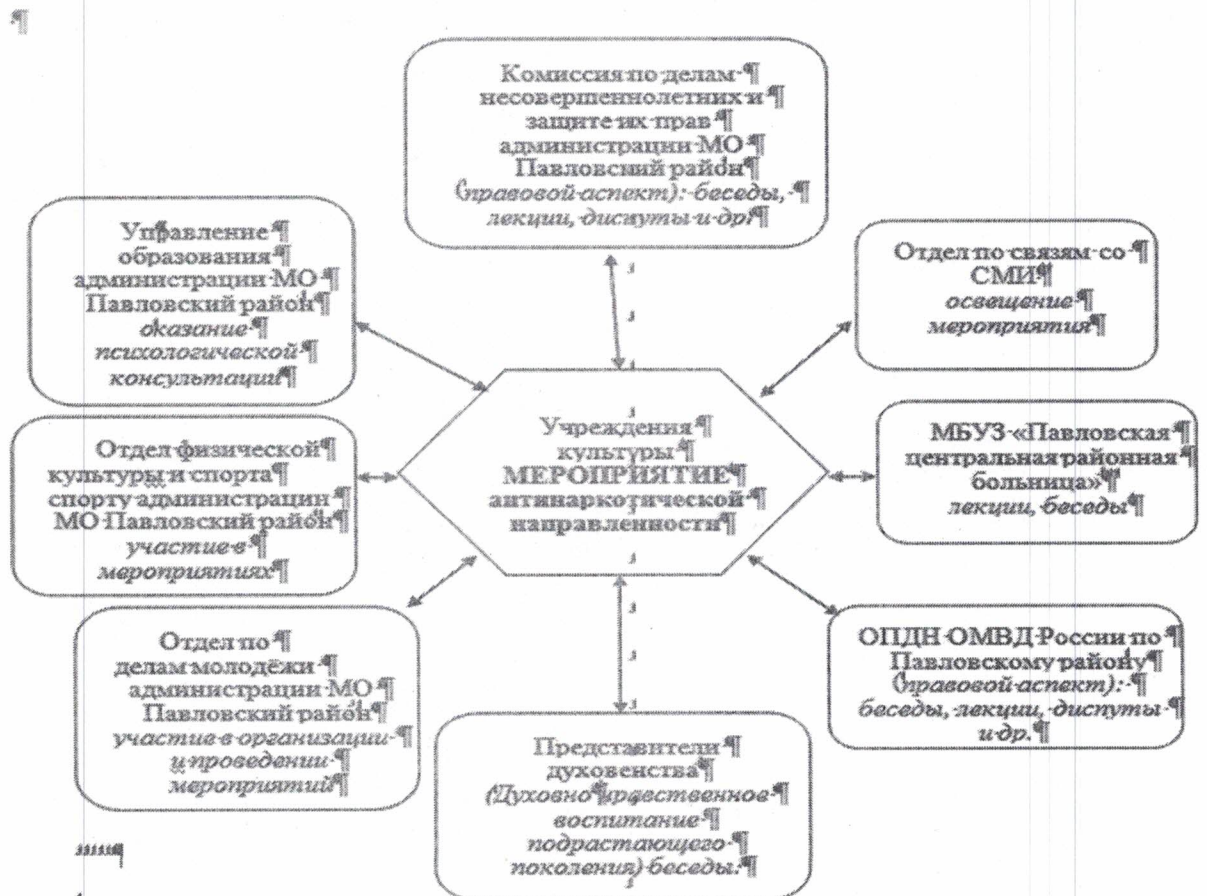 Комиссия по делам
несовершеннолетних и
защите их прав
администрации МО
Павловский район
(правовой аспект): беседы,
лекции, диспуты и др.
Управление
образования
администрации МО
Павловский район
оказание
психологической
консультации
Отдел по связям со
СМИ
освещение
мероприятия
Отдел физической
культуры и спорта
спорту администрации
МО Павловский район
участие в
мероприятиях
Учреждения
культуры
МЕРОПРИЯТИЕ
антинаркотической
направленности
МБУЗ «Павловская
центральная районная
больница»
лекции, беседы
Отдел по
делам молодёжи
администрации МО
Павловский район
участие в организации
и проведении
мероприятий
Представители
духовенства
(Духовно нравственное
воспитание
подрастающего
поколения) беседы.
ОПДН ОМВД России по
Павловскому району
(правовой аспект):
беседы, лекции, диспуты
и др.